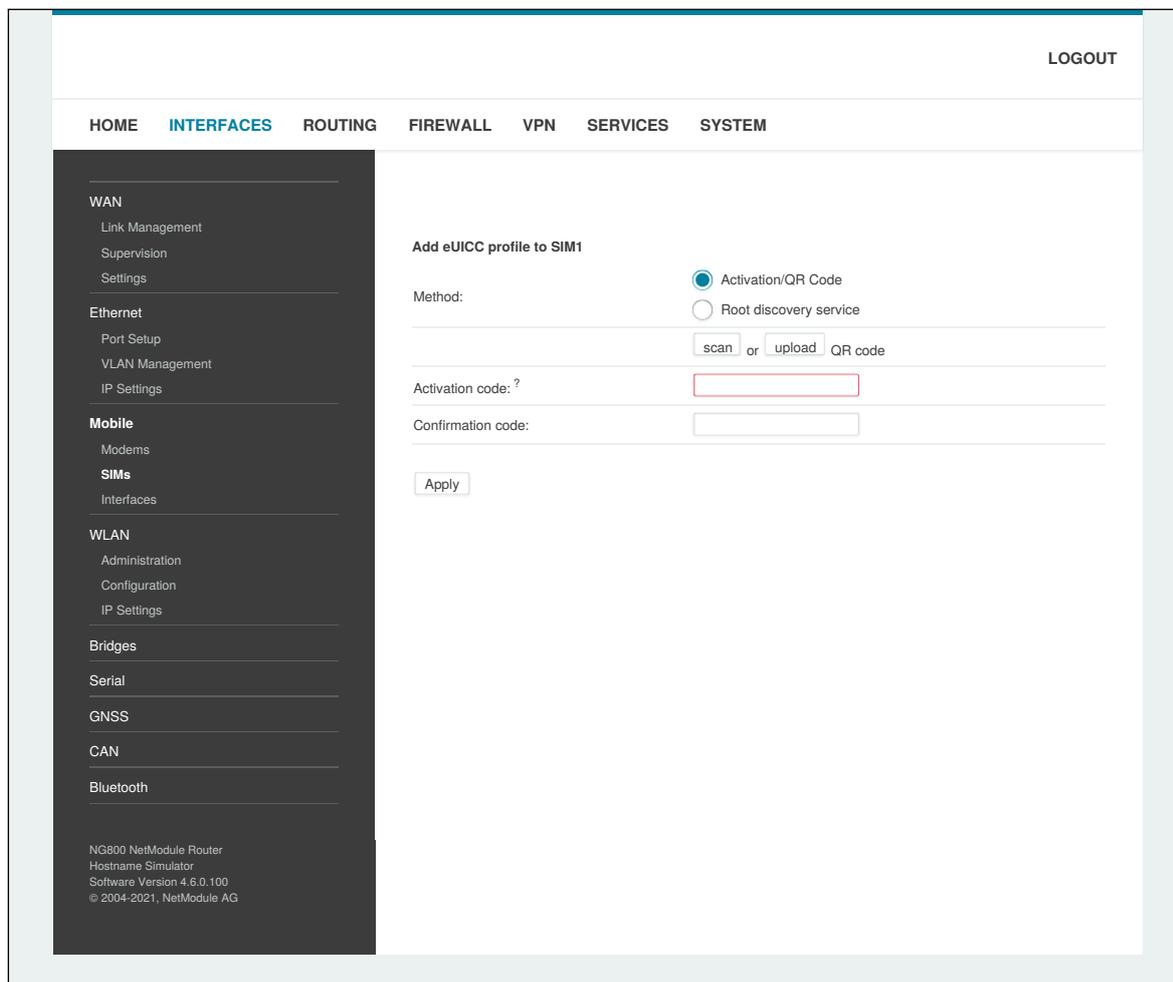 LOGOUT
HOME INTERFACES ROUTING FIREWALL VPN SERVICES SYSTEM
WAN
Link Management
Supervision
Settings
Ethernet
Port Setup
VLAN Management
IP Settings
Mobile
Modems
SIMs
Interfaces
WLAN
Administration
Configuration
IP Settings
Bridges
Serial
GNSS
CAN
Bluetooth
NG800 NetModule Router
Hostname Simulator
Software Version 4.6.0.100
© 2004-2021, NetModule AG
Add eUICC profile to SIM1
Method:
Activation/QR Code
Root discovery service
scan or upload QR code
Activation code: ?
Confirmation code:
Apply